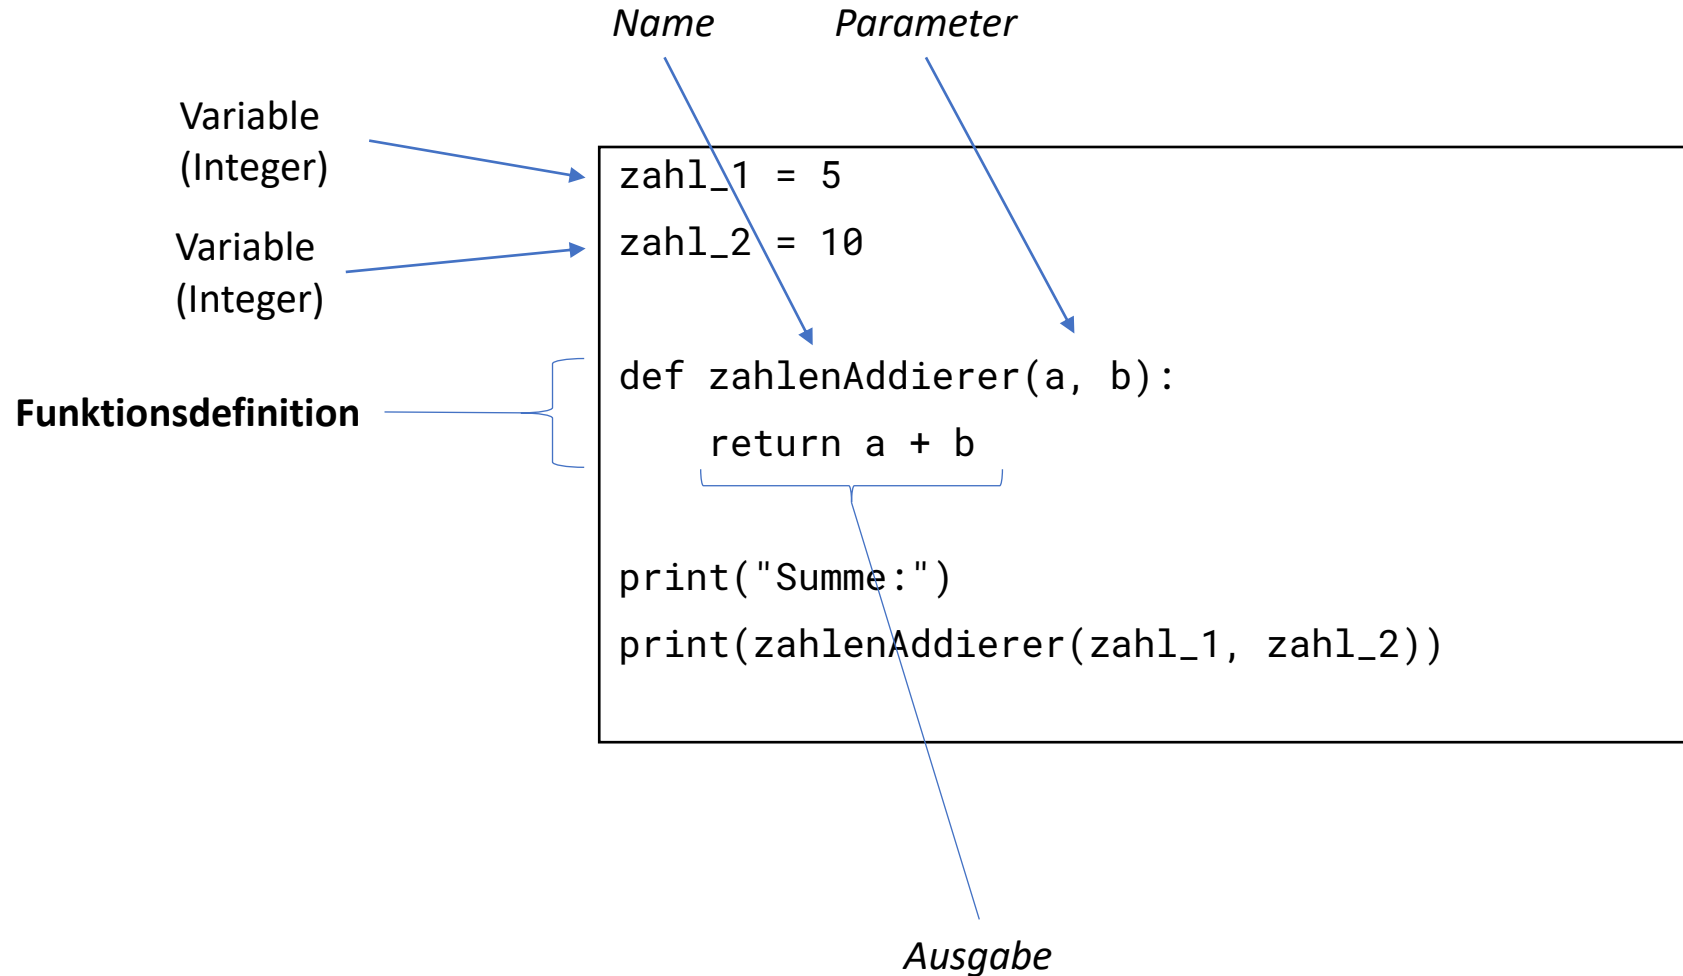 Name
Parameter
Variable
(Integer)
Variable
(Integer)
Funktionsdefinition
zahl_1 = 5
zahl_2 = 10
def zahlenAddierer(a, b):
    return a + b
print("Summe:")
print(zahlenAddierer(zahl_1, zahl_2))
Ausgabe